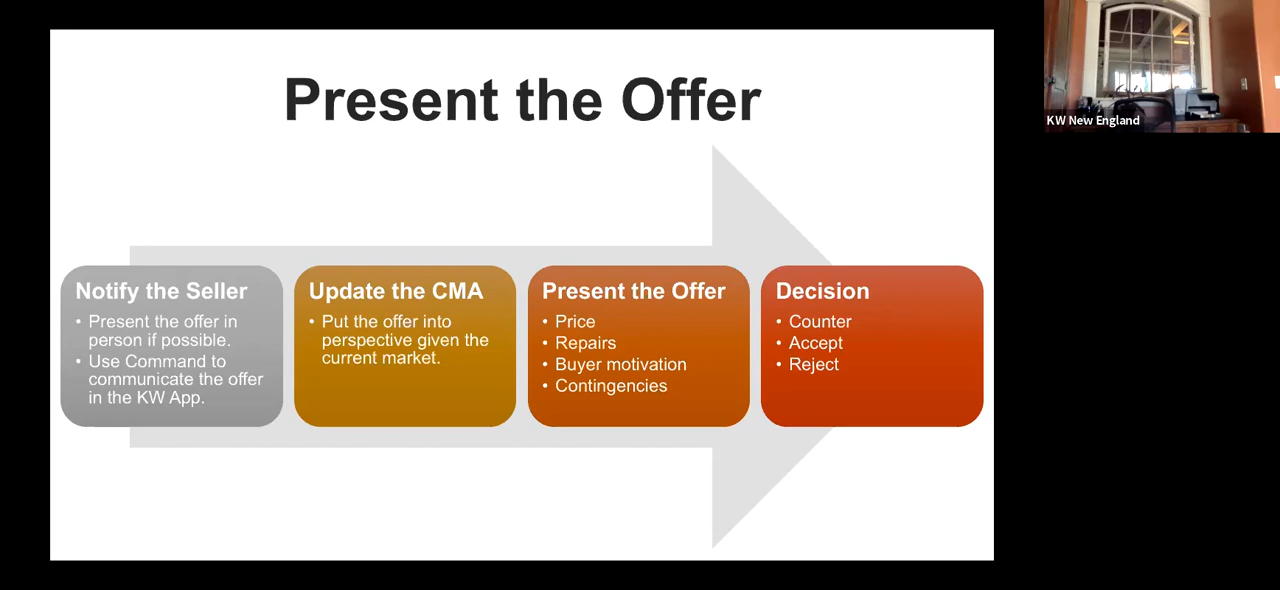 Present the Offer
KW New England
Notify the Seller
• Present the offer in
person if possible.
• Use Command to
communicate the offer
in the KW App.
Update the CMA
• Put the offer into
perspective given the
current market.
Present the Offer
• Price
• Repairs
• Buyer motivation
• Contingencies
Decision
• Counter
• Accept
• Reject